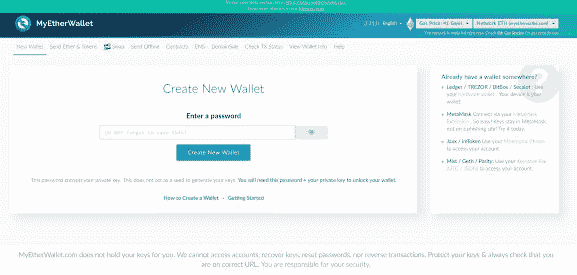 MyEtherWallet
English
Gas Price: 41 Gwei
Network ETH (myetherwallet.com)
New Wallet
Send Ether & Tokens
Swap
Send Offline
Contracts
ENS
DomainSale
Check TX Status
View Wallet Info
Help
Create New Wallet
Enter a password
Do NOT forget to save this!
Create New Wallet
This password encrypts your private key. This does not act as a seed to generate your keys. You will need this password + your private key to unlock your wallet.
How to Create a Wallet • Getting Started
Already have a wallet somewhere?
Ledger / TREZOR / BitBox / Secalot : Use
your hardware wallet . Your device is your
wallet.
MetaMask Connect via your MetaMask
Extension . So easy! Keys stay in MetaMask,
not on a phishing site! Try it today.
Jaxx / imToken Use your Mnemonic Phrase
to access your account.
Mist / Geth / Parity: Use your Keystore File
(UTC / JSON) to access your account.
MyEtherWallet.com does not hold your keys for you. We cannot access accounts, recover keys, reset passwords, nor reverse transactions. Protect your keys & always check that you
are on correct URL. You are responsible for your security.